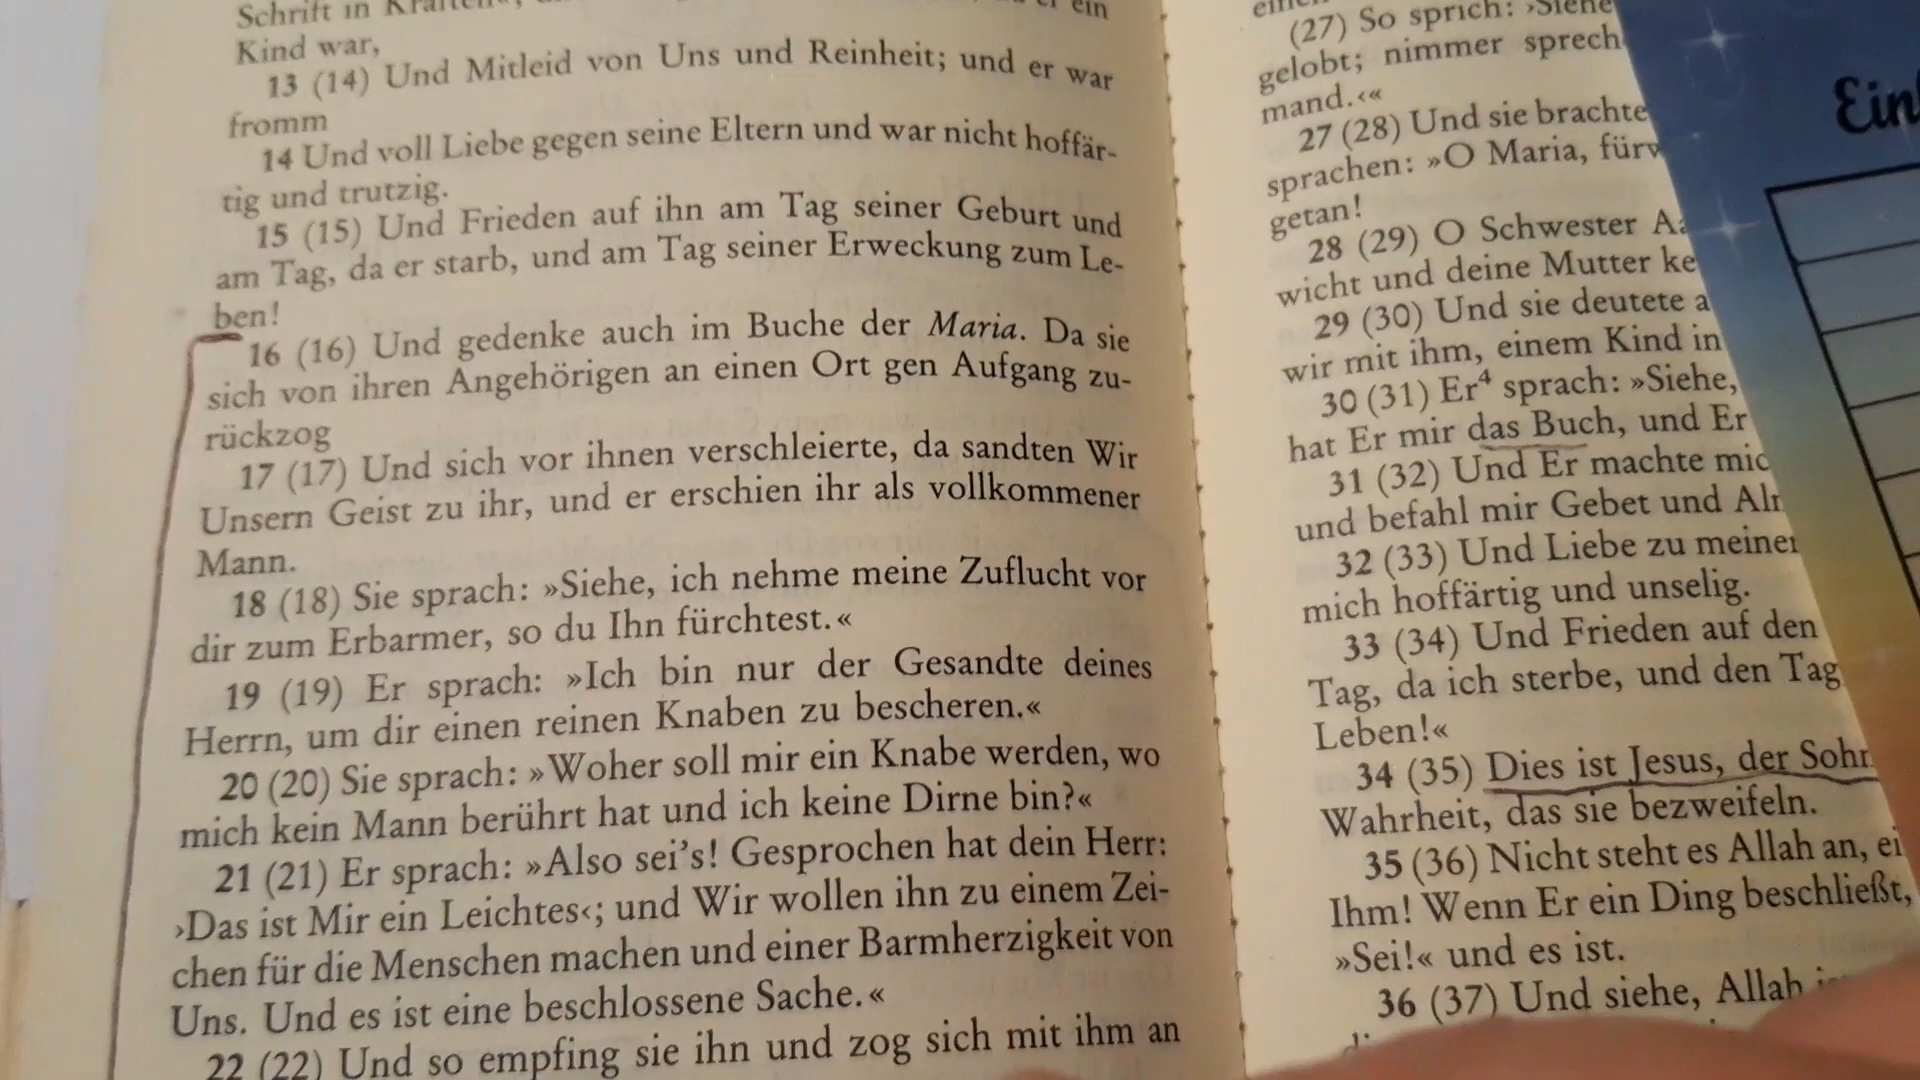 Schrift in
ein
Kind war,
13 (14) Und Mitleid von Uns und Reinheit; und er war
fromm
14 Und voll Liebe gegen seine Eltern und war nicht hoffär-
tig und trutzig.
15 (15) Und Frieden auf ihn am Tag seiner Geburt und
am Tag, da er starb, und am Tag seiner Erweckung zum Le-
ben!
16 (16) Und gedenke auch im Buche der Maria. Da sie
sich von ihren Angehörigen an einen Ort gen Aufgang zu-
rückzog
17 (17) Und sich vor ihnen verschleierte, da sandten Wir
Unsern Geist zu ihr, und er erschien ihr als vollkommener
Mann.
18 (18) Sie sprach: »Siehe, ich nehme meine Zuflucht vor
dir zum Erbarmer, so du Ihn fürchtest.«
19 (19) Er sprach: »Ich bin nur der Gesandte deines
Herrn, um dir einen reinen Knaben zu bescheren.«
20 (20) Sie sprach: »Woher soll mir ein Knabe werden, wo
mich kein Mann berührt hat und ich keine Dirne bin?«
21 (21) Er sprach: »Also sei's! Gesprochen hat dein Herr:
›Das ist Mir ein Leichtes‹; und Wir wollen ihn zu einem Zei-
chen für die Menschen machen und einer Barmherzigkeit von
Uns. Und es ist eine beschlossene Sache.«
22 (22) Und so empfing sie ihn und zog sich mit ihm an
(27) So sprich: ›Siehe
gelobt; nimmer sprech
mand.‹«
27 (28) Und sie brachte
sprachen: »O Maria, fürw
getan!
28 (29) O Schwester Aa
wicht und deine Mutter ke
29 (30) Und sie deutete a
wir mit ihm, einem Kind in
30 (31) Er⁴ sprach: »Siehe,
hat Er mir das Buch, und Er
31 (32) Und Er machte mic
und befahl mir Gebet und Alm
32 (33) Und Liebe zu meiner
mich hoffärtig und unselig.
33 (34) Und Frieden auf den
Tag, da ich sterbe, und den Tag
Leben!«
34 (35) Dies ist Jesus, der Sohn
Wahrheit, das sie bezweifeln.
35 (36) Nicht steht es Allah an, ei
Ihm! Wenn Er ein Ding beschließt,
»Sei!« und es ist.
36 (37) Und siehe, Allah
Ein